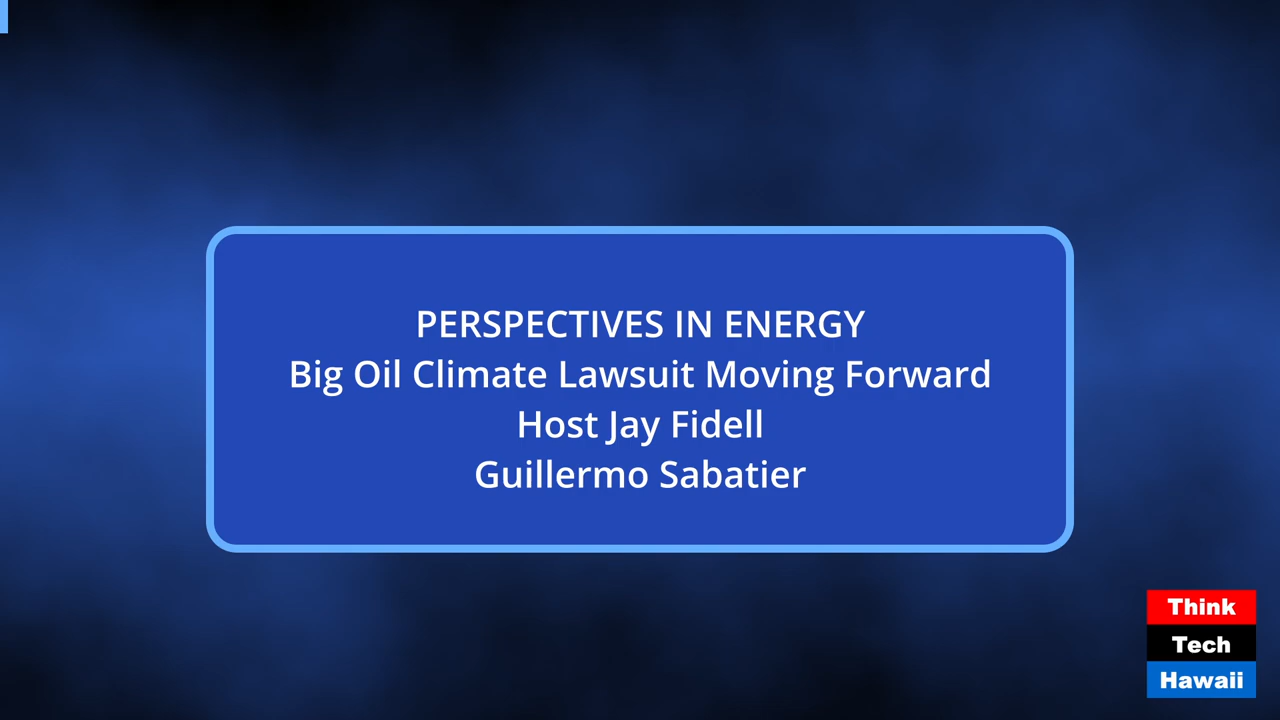 PERSPECTIVES IN ENERGY
Big Oil Climate Lawsuit Moving Forward
Host Jay Fidell
Guillermo Sabatier
Think
Tech
Hawaii